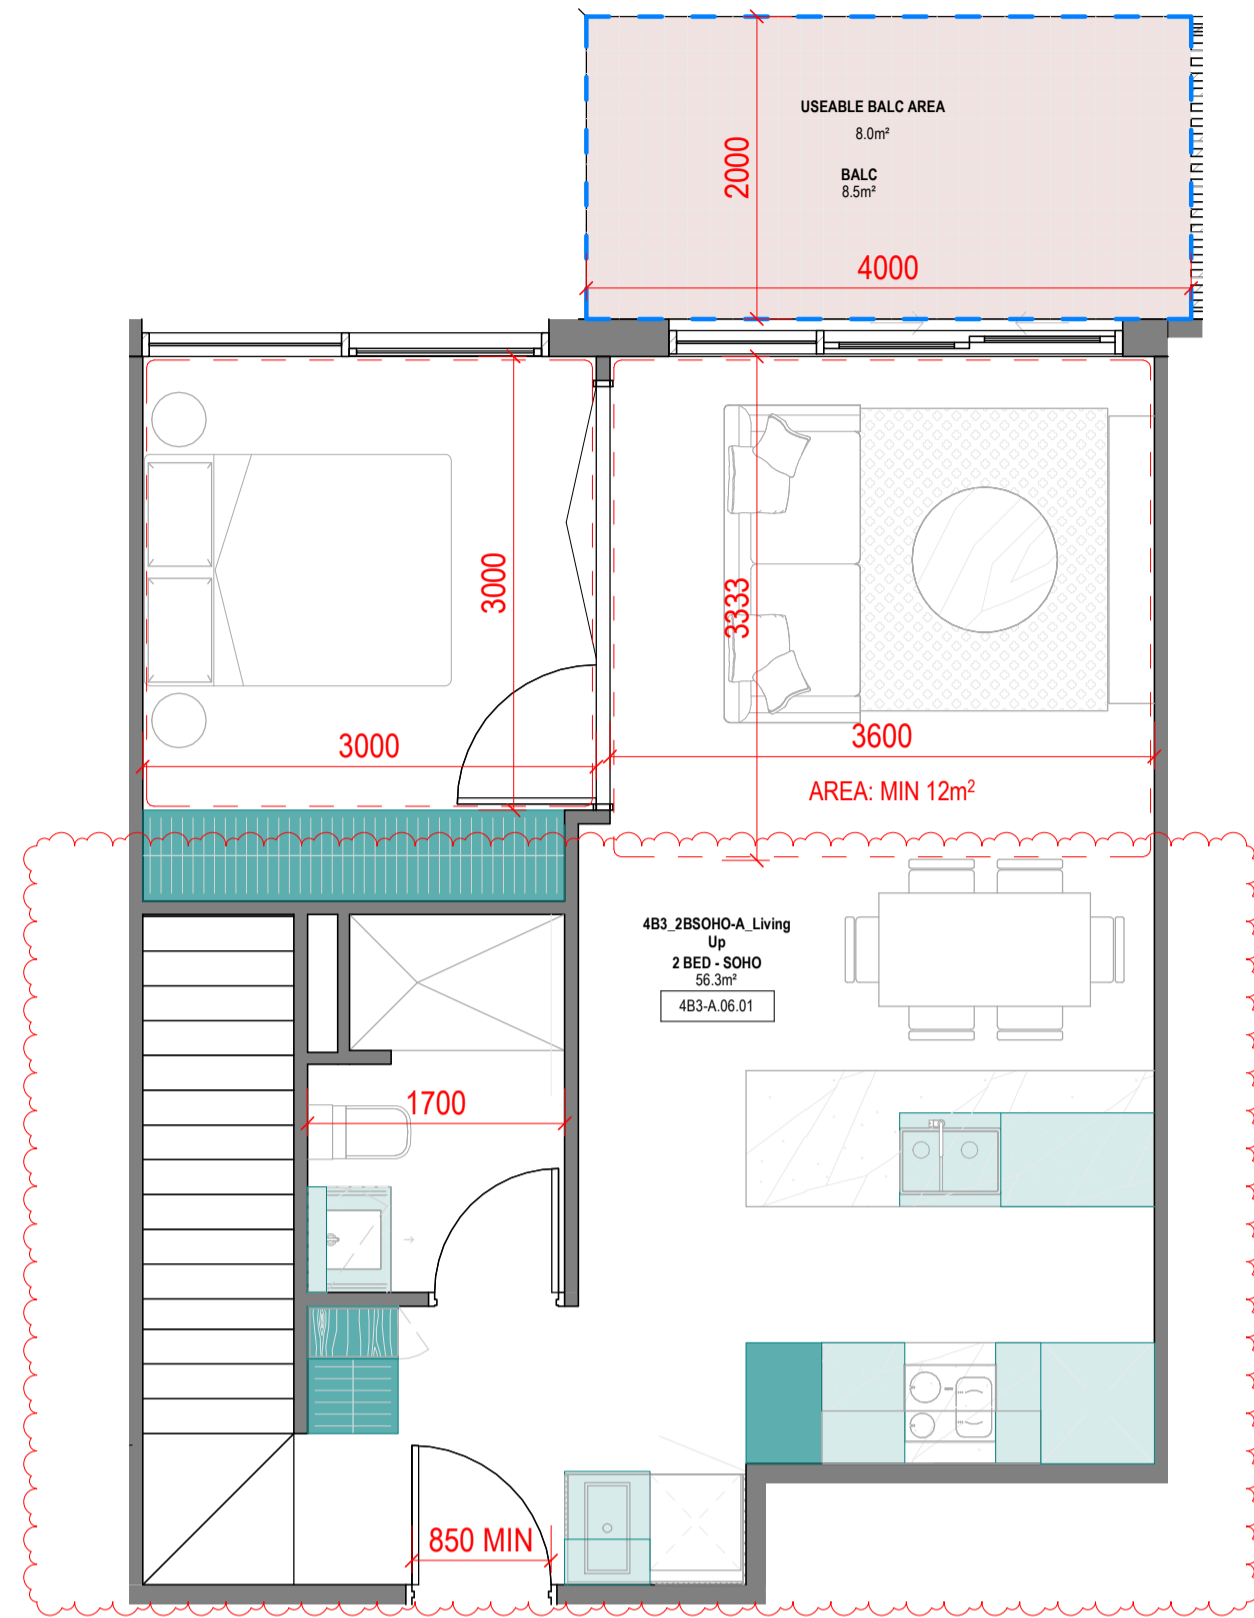 USEABLE BALC AREA
8.0m²
2000
BALC
8.5m²
4000
3000
3333
3000
3600
AREA: MIN 12m²
4B3_2BSOHO-A_Living
Up
2 BED - SOHO
56.3m²
4B3-A.06.01
1700
850 MIN